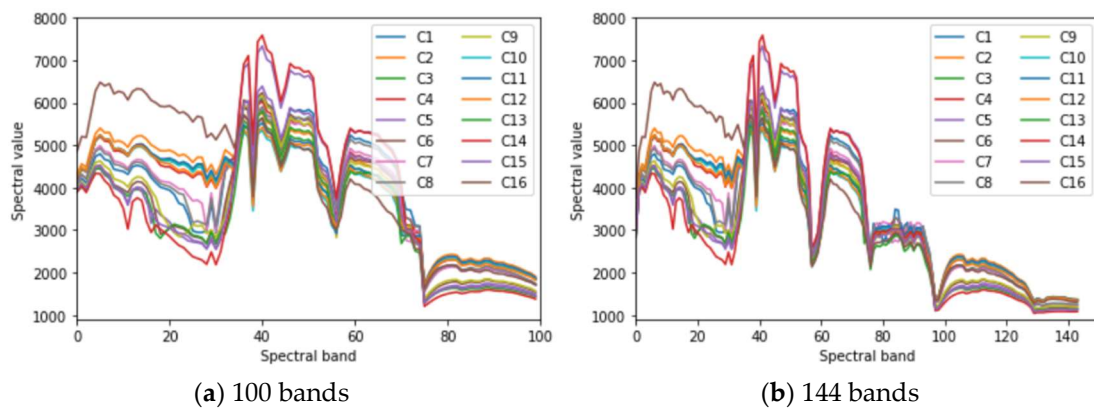 8000
7000
6000
5000
4000
3000
2000
1000
Spectral value
0
20
40
60
80
100
Spectral band
C1
C2
C3
C4
C5
C6
C7
C8
C9
C10
C11
C12
C13
C14
C15
C16
(a) 100 bands
8000
7000
6000
5000
4000
3000
2000
1000
Spectral value
0
20
40
60
80
100
120
140
Spectral band
C1
C2
C3
C4
C5
C6
C7
C8
C9
C10
C11
C12
C13
C14
C15
C16
(b) 144 bands